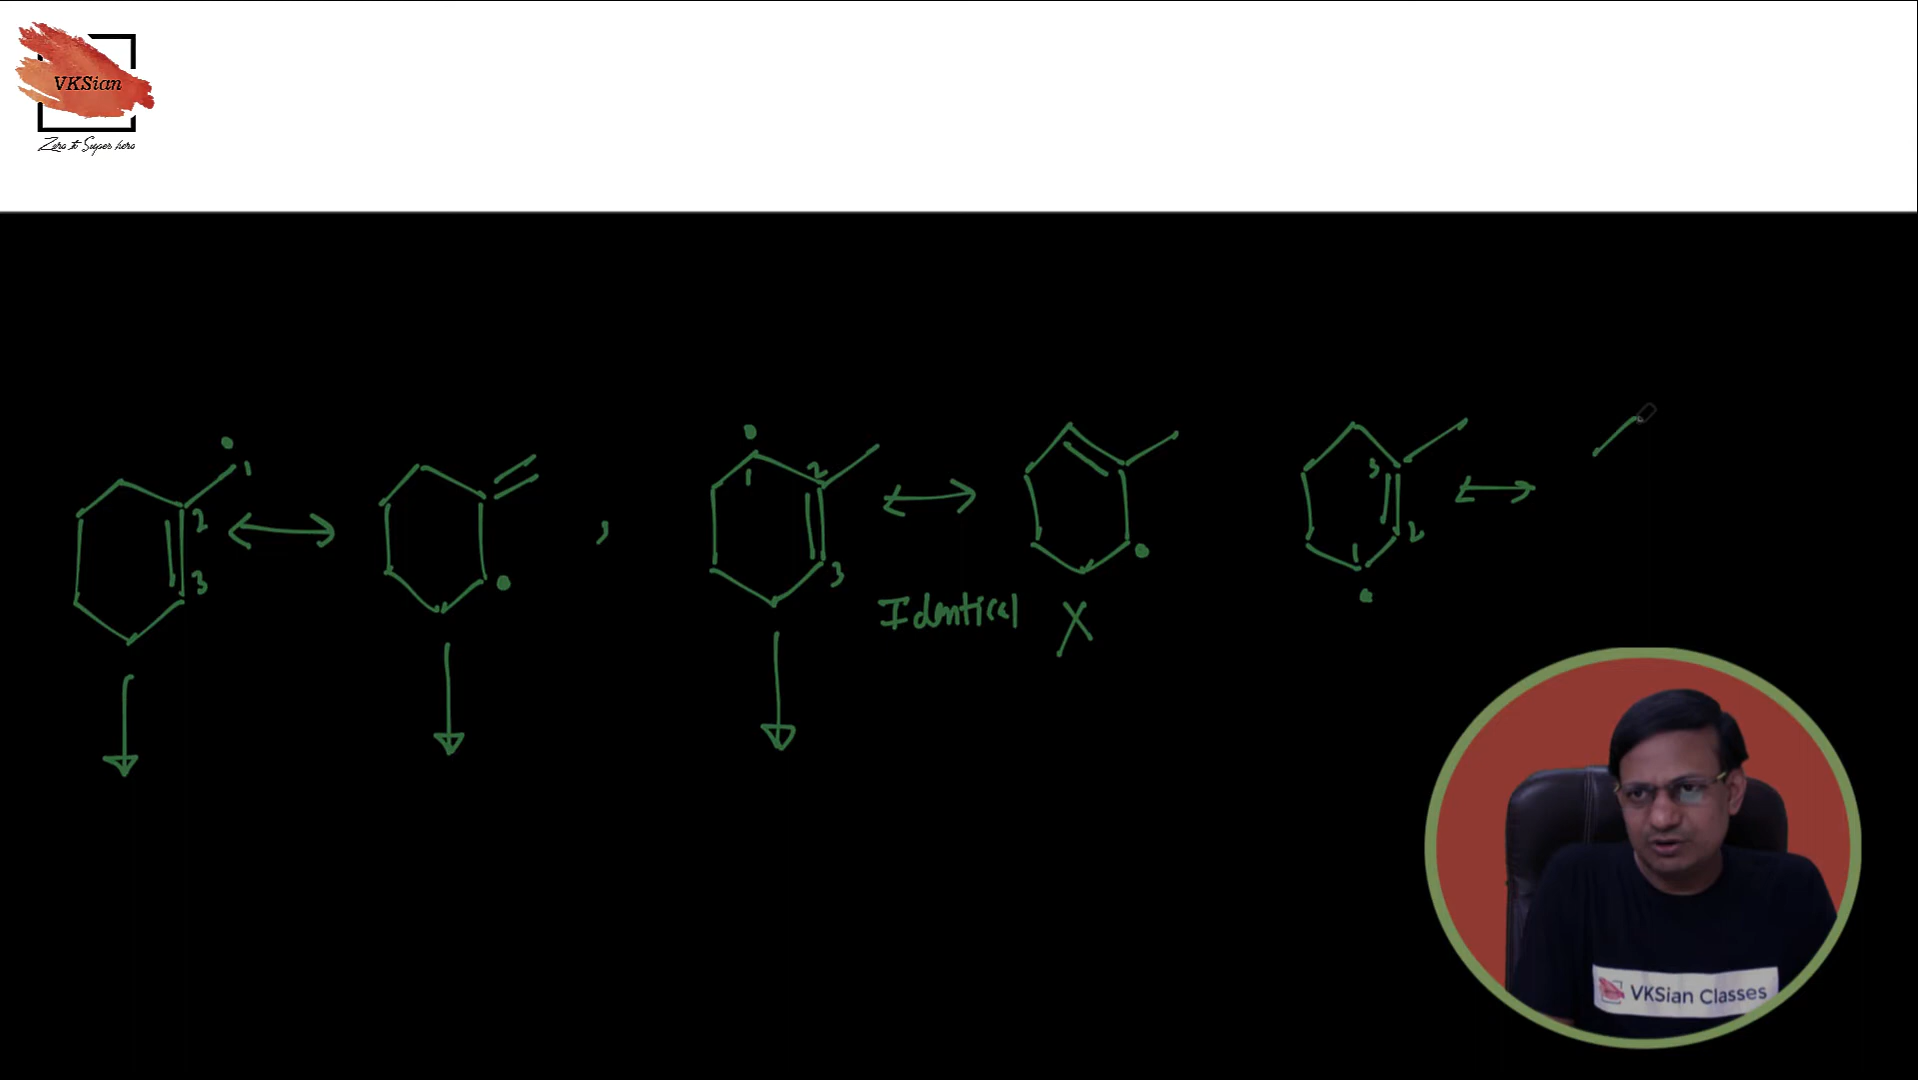 VKSian
Zero to Super hero
1
2
3
1
2
3
3
2
1
Identical X
VKSian Classes